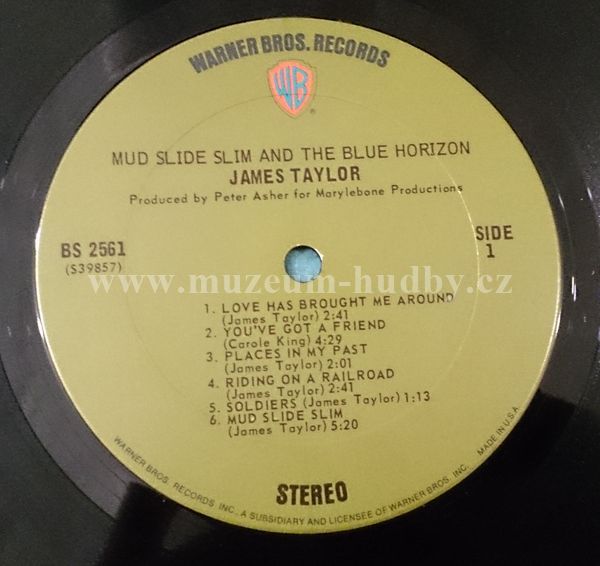 WARNER BROS. RECORDS
WB
®
MUD SLIDE SLIM AND THE BLUE HORIZON
JAMES TAYLOR
Produced by Peter Asher for Marylebone Productions
BS 2561
(S39857)
SIDE
1
www.muzeum-hudby.cz
1. LOVE HAS BROUGHT ME AROUND
(James Taylor) 2:41
2. YOU'VE GOT A FRIEND
(Carole King) 4:29
3. PLACES IN MY PAST
(James Taylor) 2:01
4. RIDING ON A RAILROAD
(James Taylor) 2:41
5. SOLDIERS (James Taylor) 1:13
6. MUD SLIDE SLIM
(James Taylor) 5:20
STEREO
WARNER BROS. RECORDS INC., A SUBSIDIARY AND LICENSEE OF WARNER BROS. INC. MADE IN U.S.A.